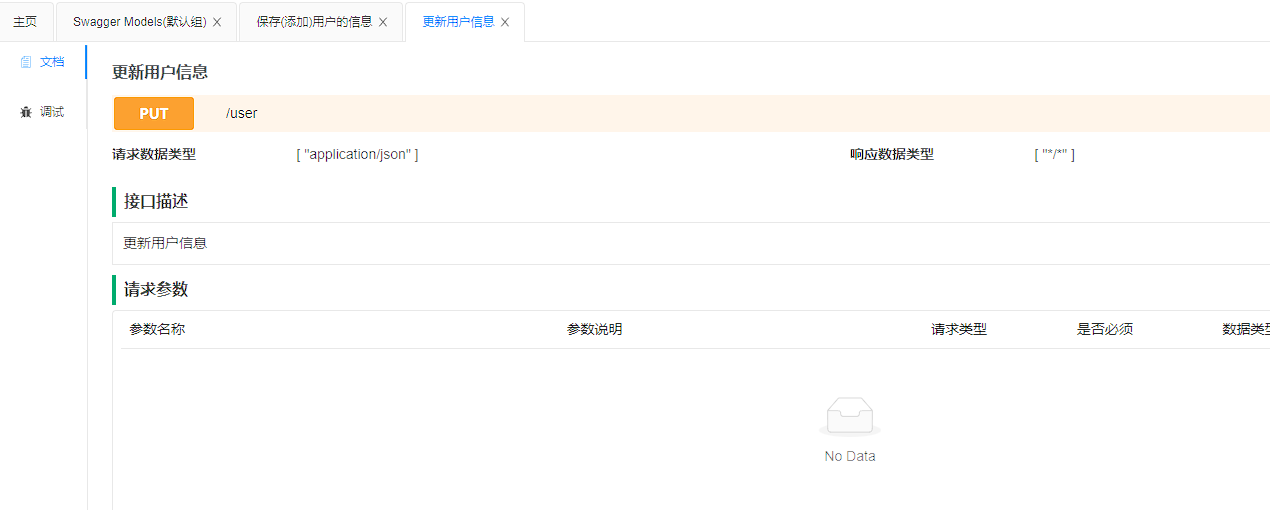 主页 Swagger Models(默认组) 保存(添加)用户的信息 更新用户信息
文档
调试
更新用户信息
PUT /user
请求数据类型 [ "application/json" ] 响应数据类型 [ "*/*" ]
接口描述
更新用户信息
请求参数
参数名称 参数说明 请求类型 是否必须 数据类型
No Data